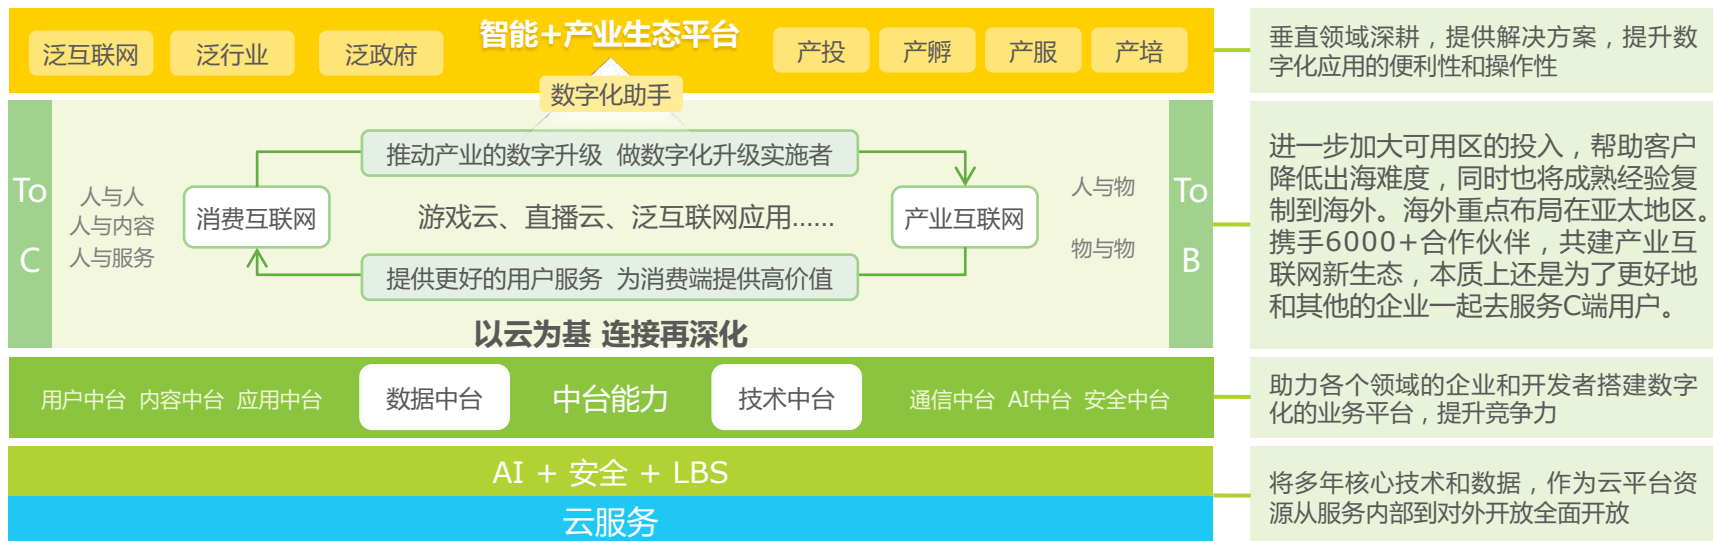 智能+产业生态平台
泛互联网 泛行业 泛政府
产投 产孵 产服 产培
数字化助手
垂直领域深耕，提供解决方案，提升数
字化应用的便利性和操作性
To
C
人与人
人与内容
人与服务
消费互联网
推动产业的数字升级 做数字化升级实施者
游戏云、直播云、泛互联网应用......
提供更好的用户服务 为消费端提供高价值
产业互联网
人与物
物与物
To
B
以云为基 连接再深化
进一步加大可用区的投入，帮助客户
降低出海难度，同时也将成熟经验复
制到海外。海外重点布局在亚太地区。
携手6000+合作伙伴，共建产业互
联网新生态，本质上还是为了更好地
和其他的企业一起去服务C端用户。
用户中台 内容中台 应用中台 数据中台 中台能力 技术中台 通信中台 AI中台 安全中台
助力各个领域的企业和开发者搭建数字
化的业务平台，提升竞争力
AI + 安全 + LBS
云服务
将多年核心技术和数据，作为云平台资
源从服务内部到对外开放全面开放